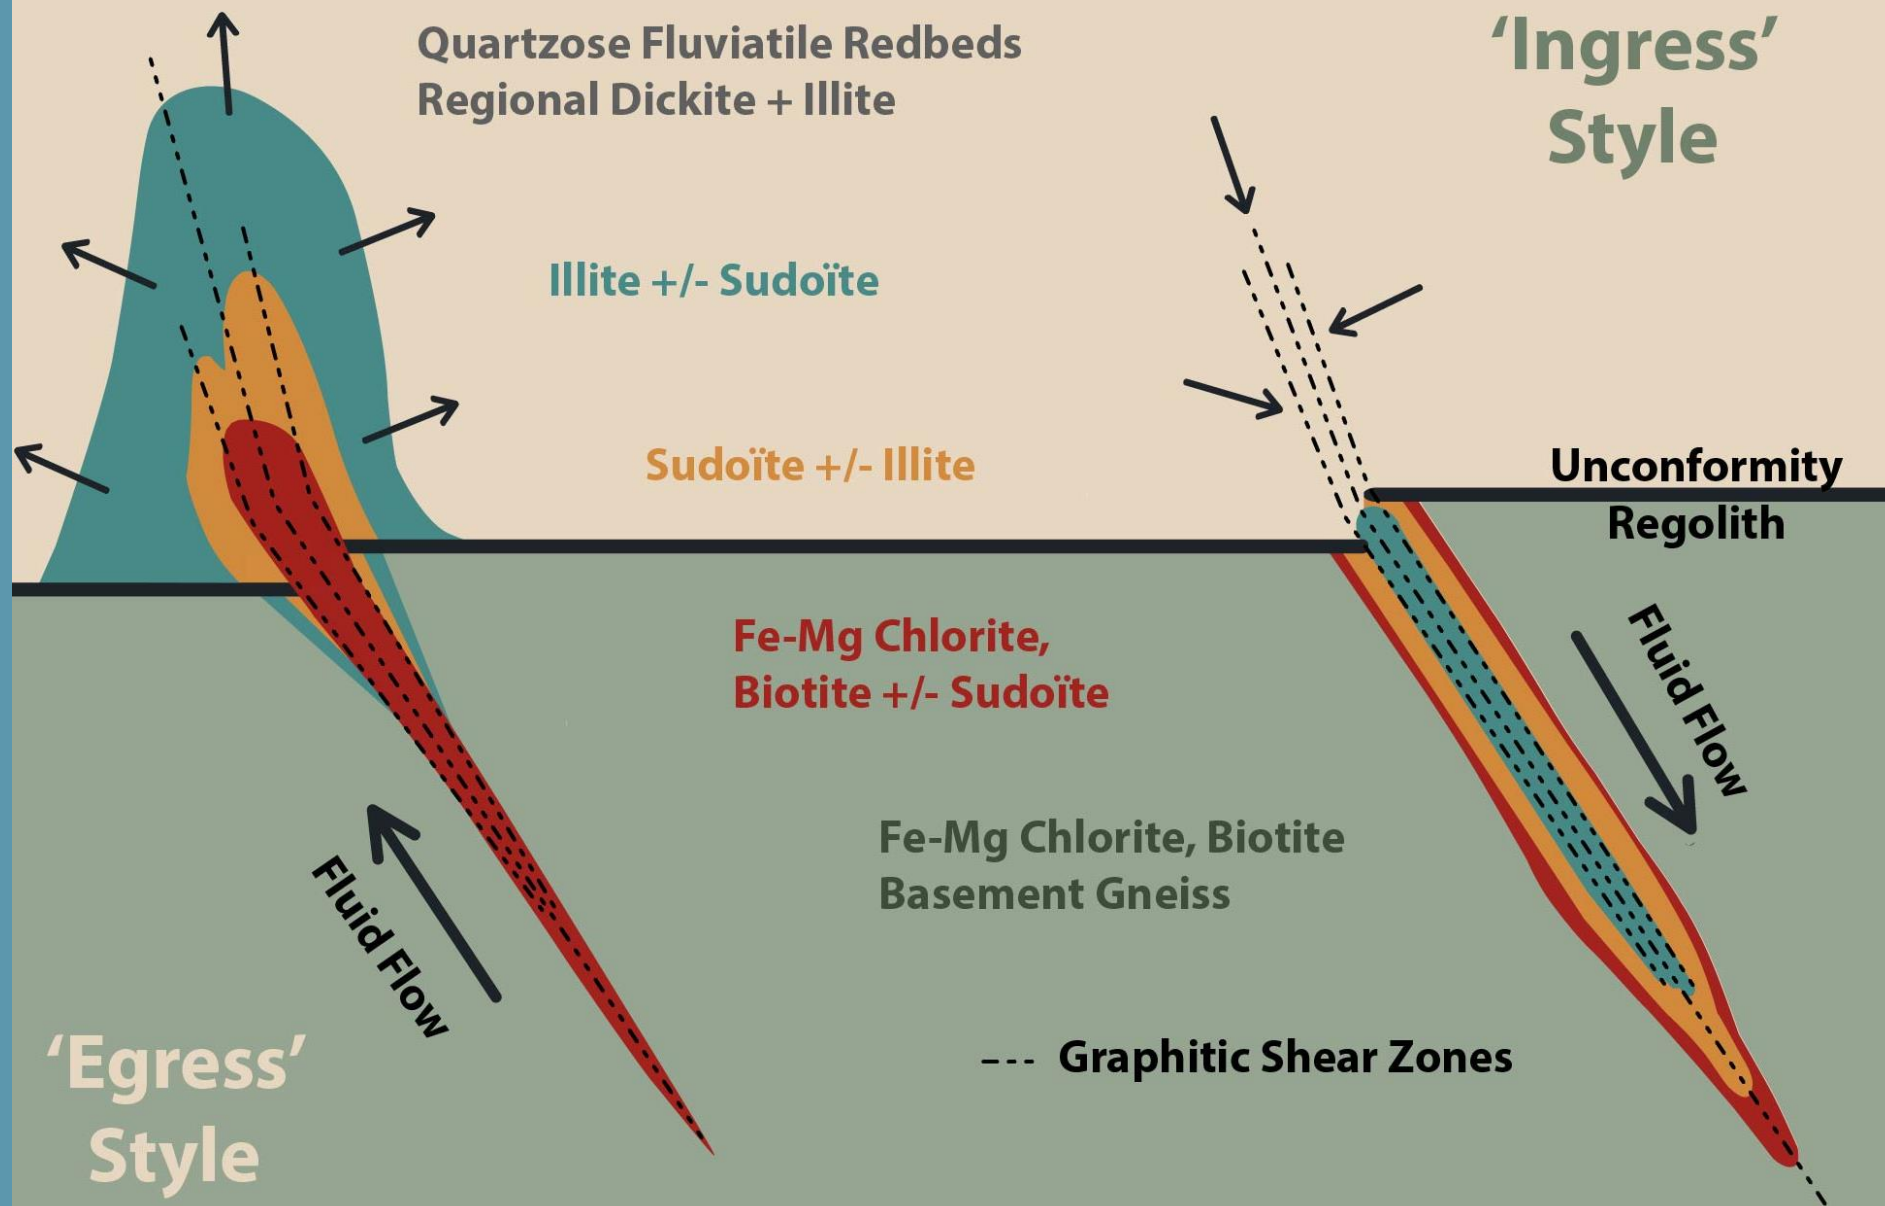 Quartzose Fluviatile Redbeds
Regional Dickite + Illite
‘Ingress’
Style
Illite +/- Sudoïte
Sudoïte +/- Illite
Unconformity
Regolith
Fe-Mg Chlorite,
Biotite +/- Sudoïte
Fluid Flow
Fe-Mg Chlorite, Biotite
Basement Gneiss
Fluid Flow
--- Graphitic Shear Zones
‘Egress’
Style